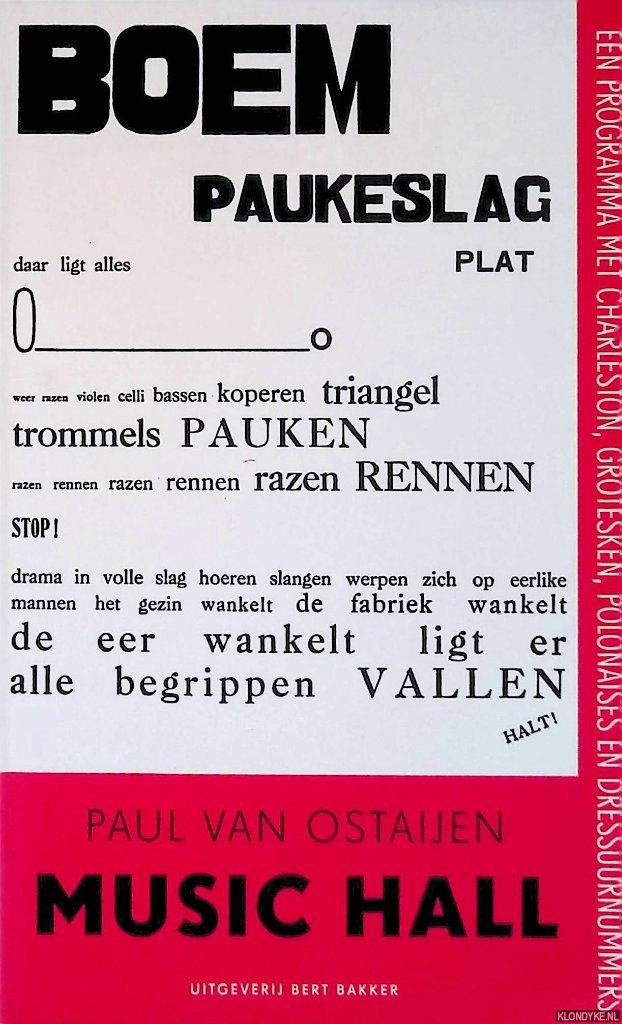 BOEM
PAUKESLAG
daar ligt alles PLAT
O____________________o
weer razen violen celli bassen koperen triangel
trommels PAUKEN
razen rennen razen rennen razen RENNEN
STOP!
drama in volle slag hoeren slangen werpen zich op eerlike
mannen het gezin wankelt de fabriek wankelt
de eer wankelt ligt er
alle begrippen VALLEN
HALT!
PAUL VAN OSTAIJEN
MUSIC HALL
UITGEVERIJ BERT BAKKER
EEN PROGRAMMA MET CHARLESTON, GROTESKEN, POLONAISES EN DRESSUURNUMMERS
KLONDYKE.NL